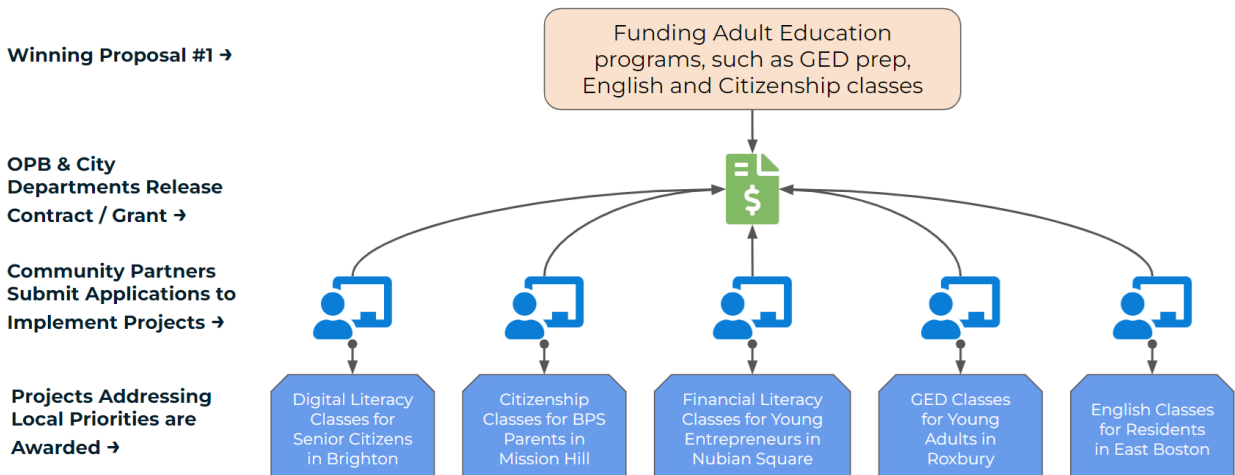 Winning Proposal #1 →
Funding Adult Education
programs, such as GED prep,
English and Citizenship classes
OPB & City
Departments Release
Contract / Grant →
$
Community Partners
Submit Applications to
Implement Projects →
Projects Addressing
Local Priorities are
Awarded →
Digital Literacy
Classes for
Senior Citizens
in Brighton
Citizenship
Classes for BPS
Parents in
Mission Hill
Financial Literacy
Classes for Young
Entrepreneurs in
Nubian Square
GED Classes
for Young
Adults in
Roxbury
English Classes
for Residents
in East Boston